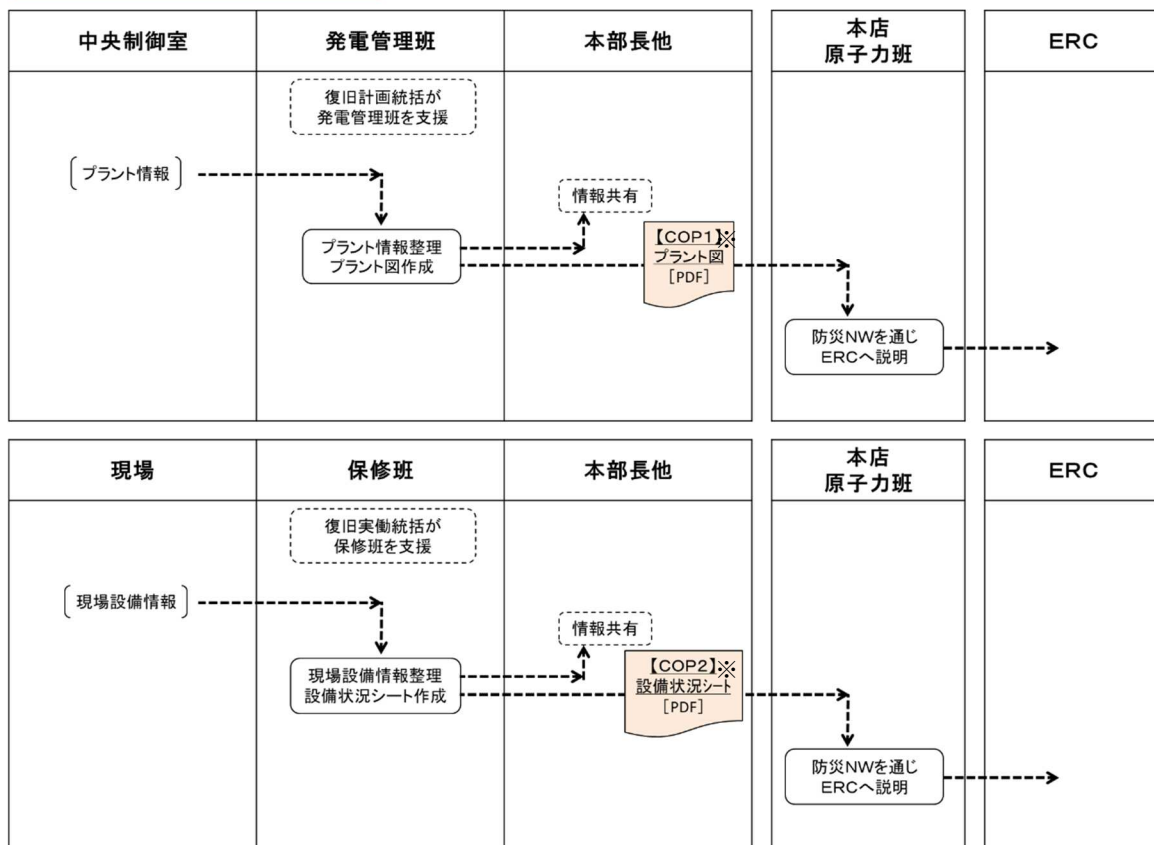 中央制御室
発電管理班
本部長他
本店
原子力班
ERC
復旧計画統括が
発電管理班を支援
[プラント情報]
情報共有
プラント情報整理
プラント図作成
【COP1】※
プラント図
[PDF]
防災NWを通じ
ERCへ説明
現場
保修班
本部長他
本店
原子力班
ERC
復旧実働統括が
保修班を支援
[現場設備情報]
情報共有
現場設備情報整理
設備状況シート作成
【COP2】※
設備状況シート
[PDF]
防災NWを通じ
ERCへ説明